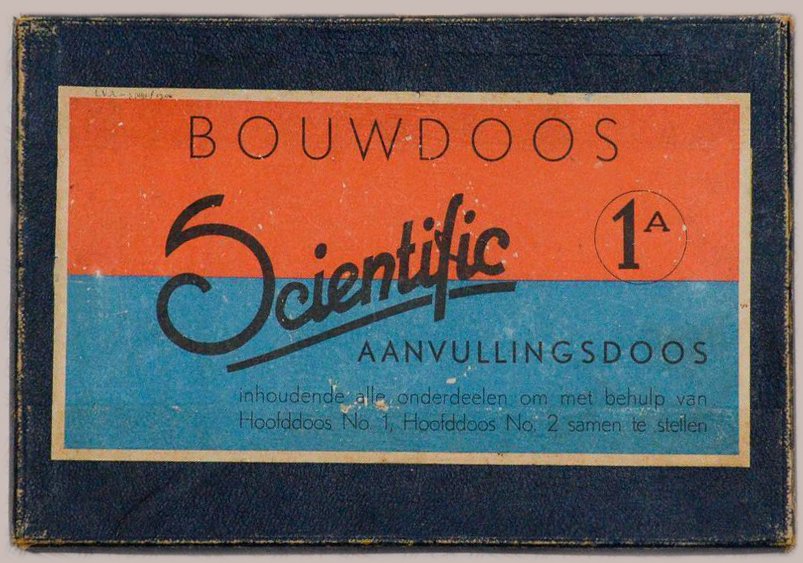 BOUWDOOS
Scientific
1A
AANVULLINGSDOOS
inhoudende alle onderdeelen om met behulp van
Hoofddoos No. 1, Hoofddoos No. 2 samen te stellen